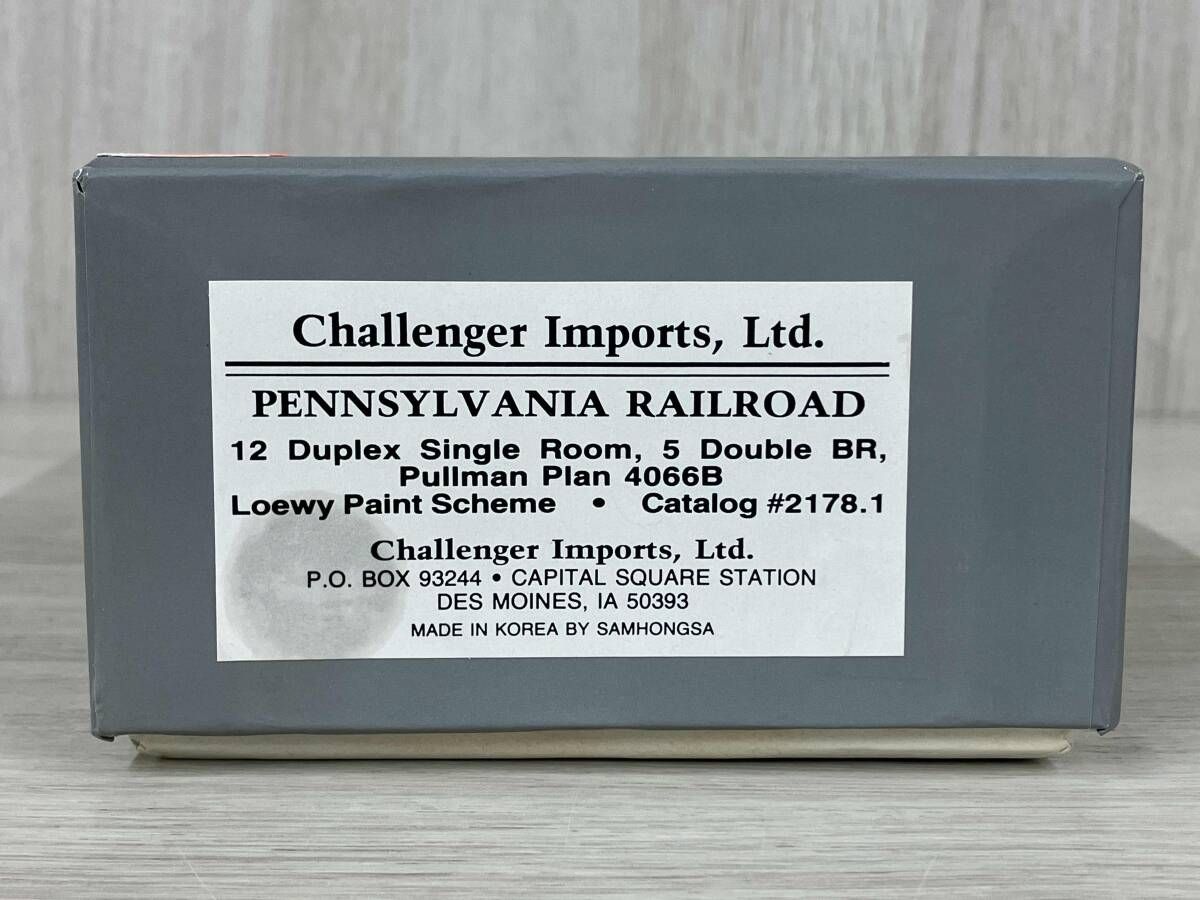 Challenger Imports, Ltd.
PENNSYLVANIA RAILROAD
12 Duplex Single Room, 5 Double BR,
Pullman Plan 4066B
Loewy Paint Scheme • Catalog #2178.1
Challenger Imports, Ltd.
P.O. BOX 93244 • CAPITAL SQUARE STATION
DES MOINES, IA 50393
MADE IN KOREA BY SAMHONGSA